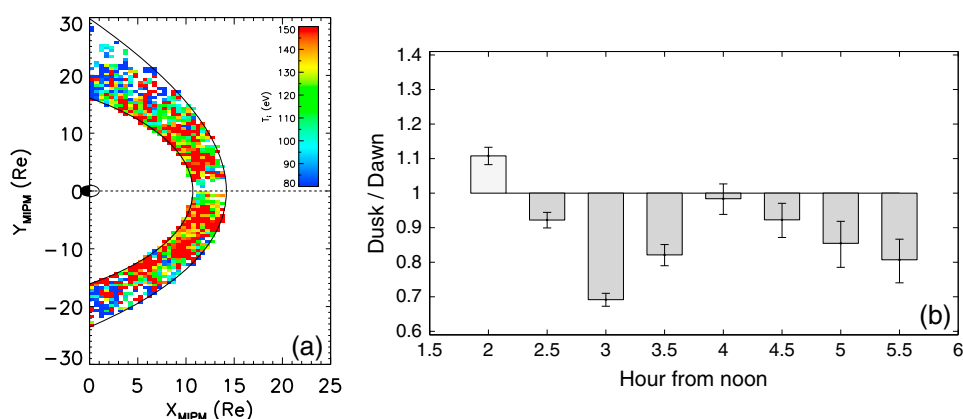 30
20
10
0
−10
−20
−30
Y_MIPM (Re)
0 5 10 15 20 25
X_MIPM (Re)
150
140
130
120
110
100
90
80
T_i (eV)
(a)
1.4
1.3
1.2
1.1
1
0.9
0.8
0.7
0.6
Dusk / Dawn
1.5 2 2.5 3 3.5 4 4.5 5 5.5 6
Hour from noon
(b)